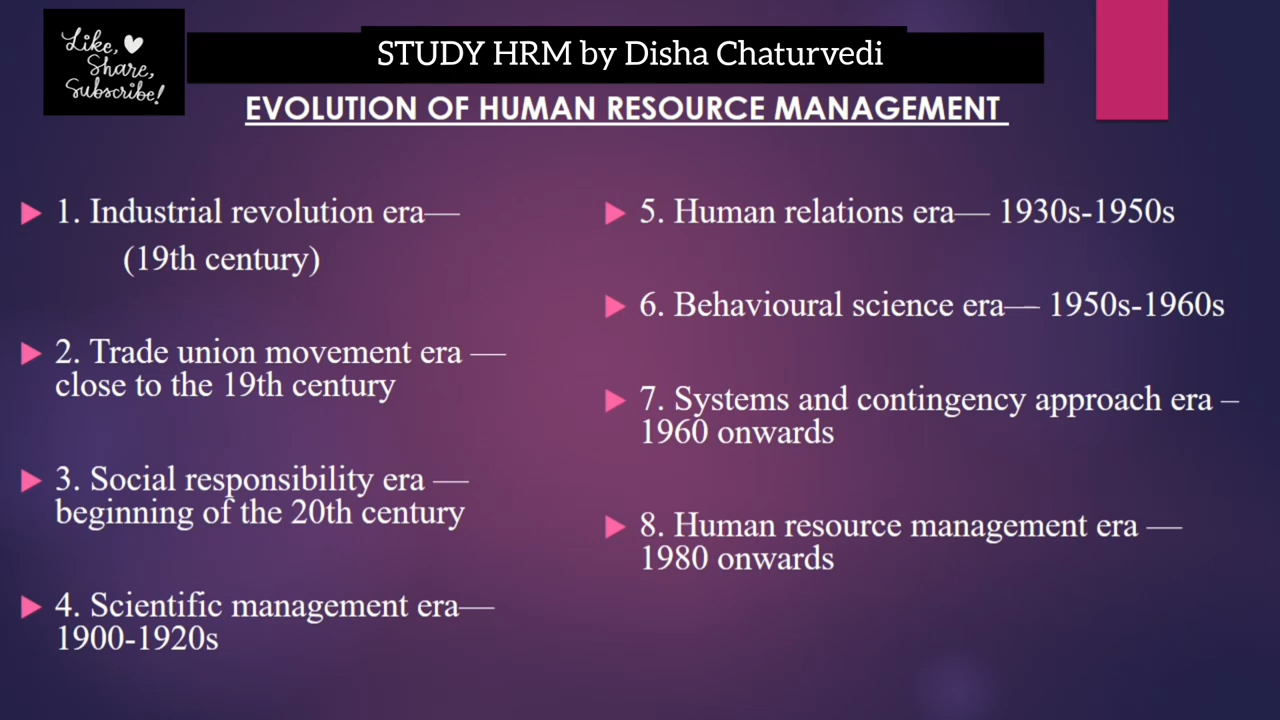 Like,
Share,
Subscribe!
STUDY HRM by Disha Chaturvedi
EVOLUTION OF HUMAN RESOURCE MANAGEMENT
1. Industrial revolution era—
(19th century)
2. Trade union movement era —
close to the 19th century
3. Social responsibility era —
beginning of the 20th century
4. Scientific management era—
1900-1920s
5. Human relations era— 1930s-1950s
6. Behavioural science era— 1950s-1960s
7. Systems and contingency approach era –
1960 onwards
8. Human resource management era —
1980 onwards